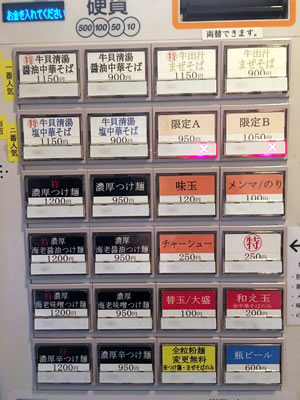 お金を入れてください
硬貨
500 100 50 10
両替できます。
一番人気
特 牛貝清湯
醤油中華そば
1150円
牛貝清湯
醤油中華そば
900円
特 牛出汁
まぜそば
1150円
牛出汁
まぜそば
900円
二番人気
特 牛貝清湯
塩中華そば
1150円
牛貝清湯
塩中華そば
900円
限定A
950円
限定B
1050円
特
濃厚つけ麺
1200円
濃厚つけ麺
950円
味玉
120円
メンマ/のり
100円
特 濃厚
海老醤油つけ麺
濃厚
海老醤油つけ麺
チャーシュー
250円
特
250円
特 濃厚
海老味噌つけ麺
1200円
濃厚
海老味噌つけ麺
950円
替玉/大盛
100円
和え玉
200円
特
濃厚辛つけ麺
1200円
濃厚辛つけ麺
950円
全粒粉麺
変更無料
※つけ麺・まぜそばのみ
瓶ビール
600円